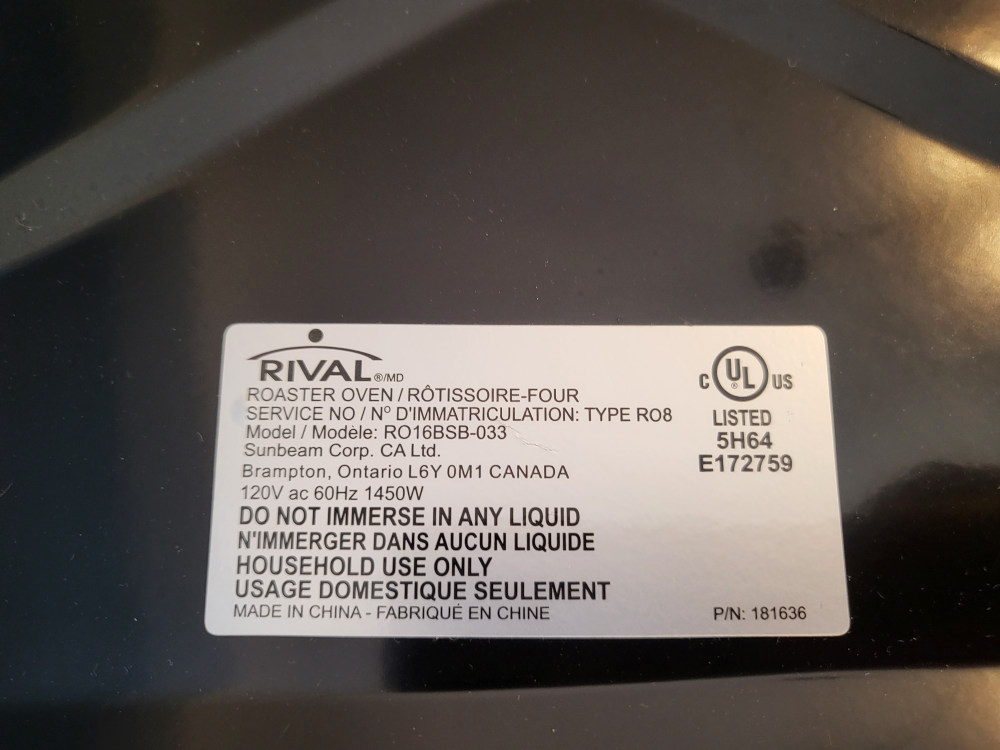 RIVAL®/MD
ROASTER OVEN / RÔTISSOIRE-FOUR
SERVICE NO / Nº D'IMMATRICULATION: TYPE RO8
Model / Modèle: RO16BSB-033
Sunbeam Corp. CA Ltd.
Brampton, Ontario L6Y 0M1 CANADA
120V ac 60Hz 1450W
DO NOT IMMERSE IN ANY LIQUID
N'IMMERGER DANS AUCUN LIQUIDE
HOUSEHOLD USE ONLY
USAGE DOMESTIQUE SEULEMENT
MADE IN CHINA - FABRIQUÉ EN CHINE
C UL® US
LISTED
5H64
E172759
P/N: 181636